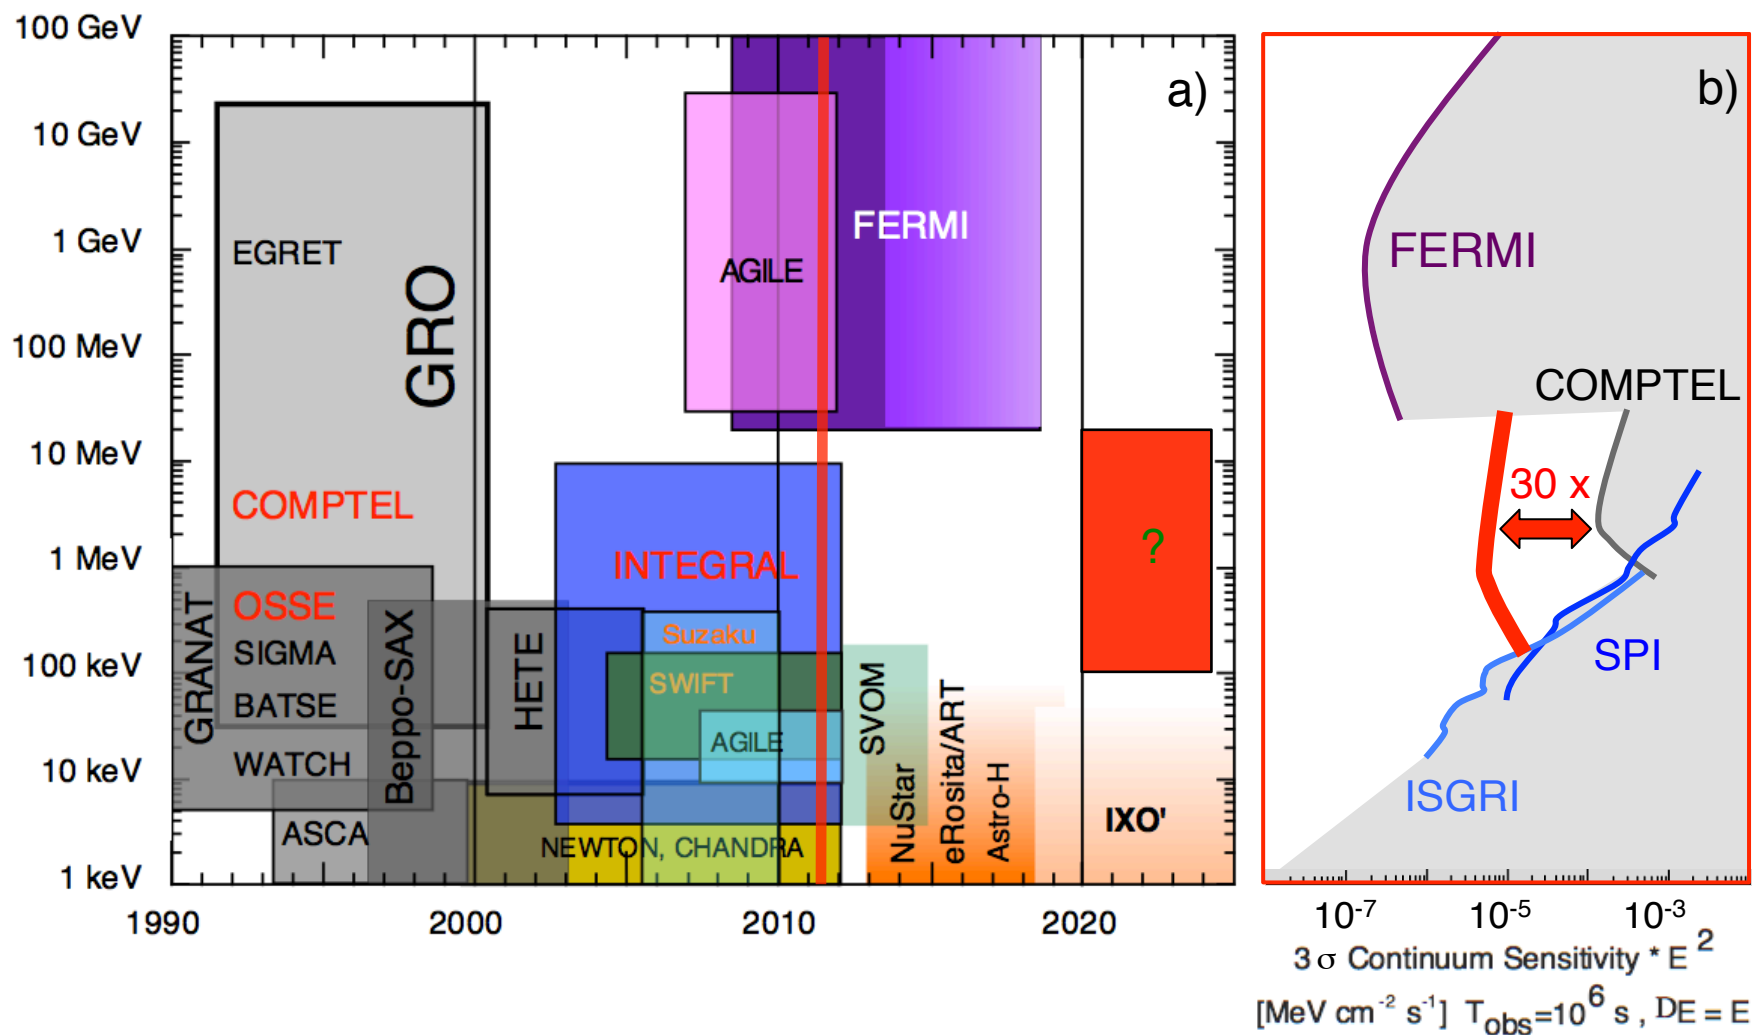 100 GeV
10 GeV
1 GeV
100 MeV
10 MeV
1 MeV
100 keV
10 keV
1 keV
1990
2000
2010
2020
a)
EGRET
GRO
COMPTEL
OSSE
SIGMA
BATSE
WATCH
GRANAT
ASCA
Beppo-SAX
HETE
INTEGRAL
Suzaku
SWIFT
AGILE
NEWTON, CHANDRA
AGILE
FERMI
SVOM
NuStar
eRosita/ART
Astro-H
IXO'
?
b)
FERMI
COMPTEL
30 x
SPI
ISGRI
10-7
10-5
10-3
3 σ Continuum Sensitivity * E 2
[MeV cm-2 s-1] Tobs=106 s , DE = E